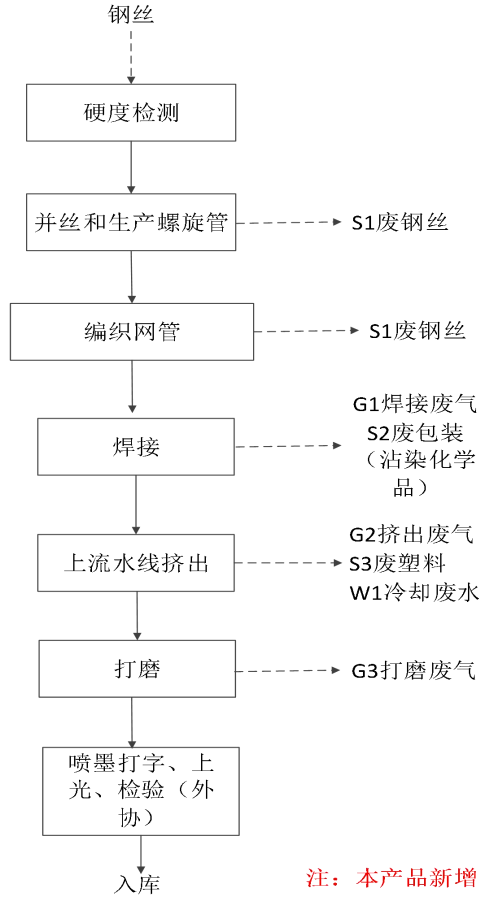 钢丝
硬度检测
并丝和生产螺旋管
S1废钢丝
编织网管
S1废钢丝
焊接
G1焊接废气
S2废包装
（沾染化学
品）
上流水线挤出
G2挤出废气
S3废塑料
W1冷却废水
打磨
G3打磨废气
喷墨打字、上
光、检验（外
协）
入库
注：本产品新增